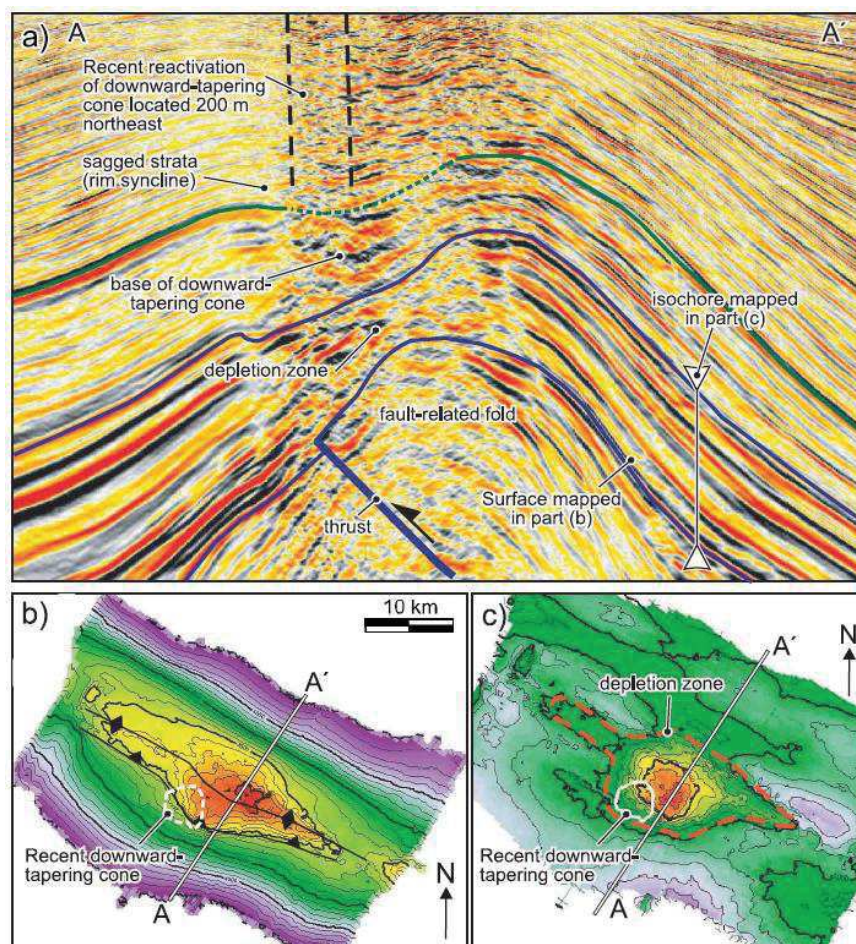 a)
A
A′
Recent reactivation
of downward-tapering
cone located 200 m
northeast
sagged strata
(rim syncline)
base of downward-
tapering cone
isochore mapped
in part (c)
depletion zone
fault-related fold
Surface mapped
in part (b)
thrust
b)
10 km
A′
Recent downward-
tapering cone
A
N
c)
A′
N
depletion zone
Recent downward-
tapering cone
A